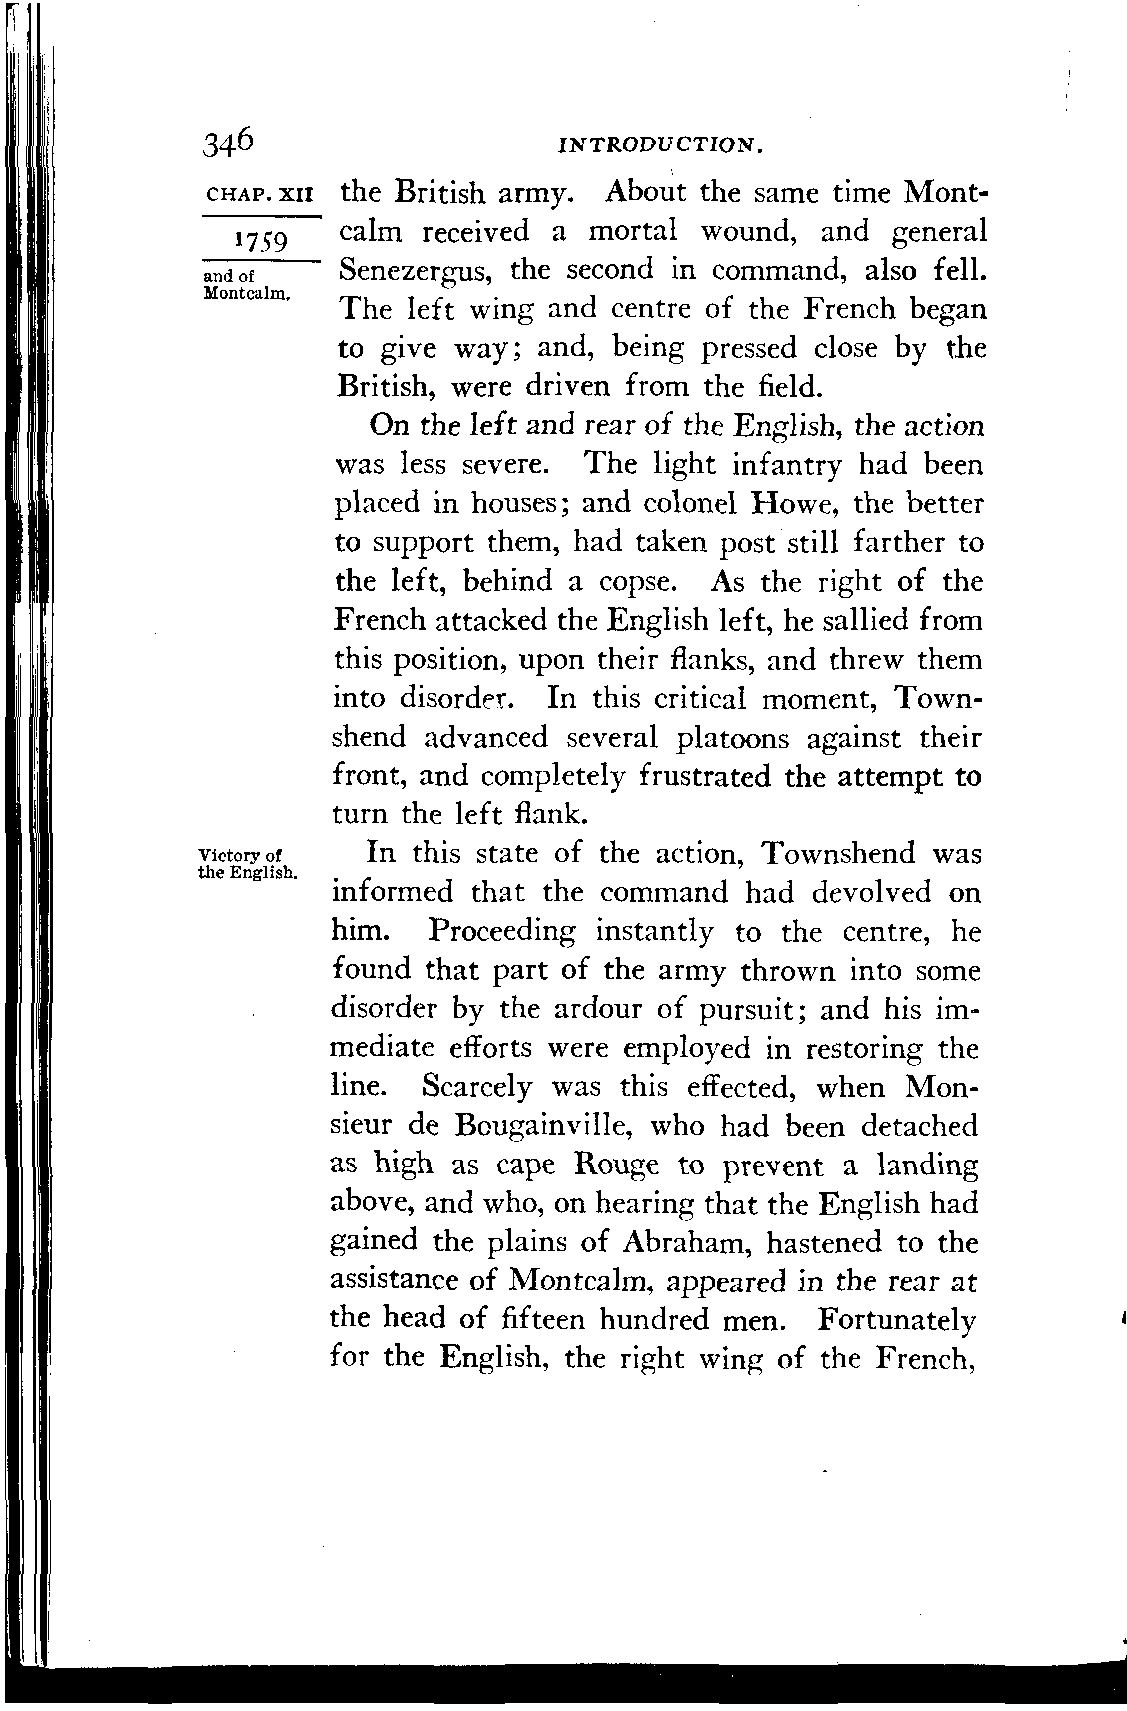 346
INTRODUCTION.
CHAP. XII
1759
and of
Montcalm.
the British army. About the same time Mont-
calm received a mortal wound, and general
Senezergus, the second in command, also fell.
The left wing and centre of the French began
to give way; and, being pressed close by the
British, were driven from the field.
On the left and rear of the English, the action
was less severe. The light infantry had been
placed in houses; and colonel Howe, the better
to support them, had taken post still farther to
the left, behind a copse. As the right of the
French attacked the English left, he sallied from
this position, upon their flanks, and threw them
into disorder. In this critical moment, Town-
shend advanced several platoons against their
front, and completely frustrated the attempt to
turn the left flank.
Victory of
the English.
In this state of the action, Townshend was
informed that the command had devolved on
him. Proceeding instantly to the centre, he
found that part of the army thrown into some
disorder by the ardour of pursuit; and his im-
mediate efforts were employed in restoring the
line. Scarcely was this effected, when Mon-
sieur de Bougainville, who had been detached
as high as cape Rouge to prevent a landing
above, and who, on hearing that the English had
gained the plains of Abraham, hastened to the
assistance of Montcalm, appeared in the rear at
the head of fifteen hundred men. Fortunately
for the English, the right wing of the French,